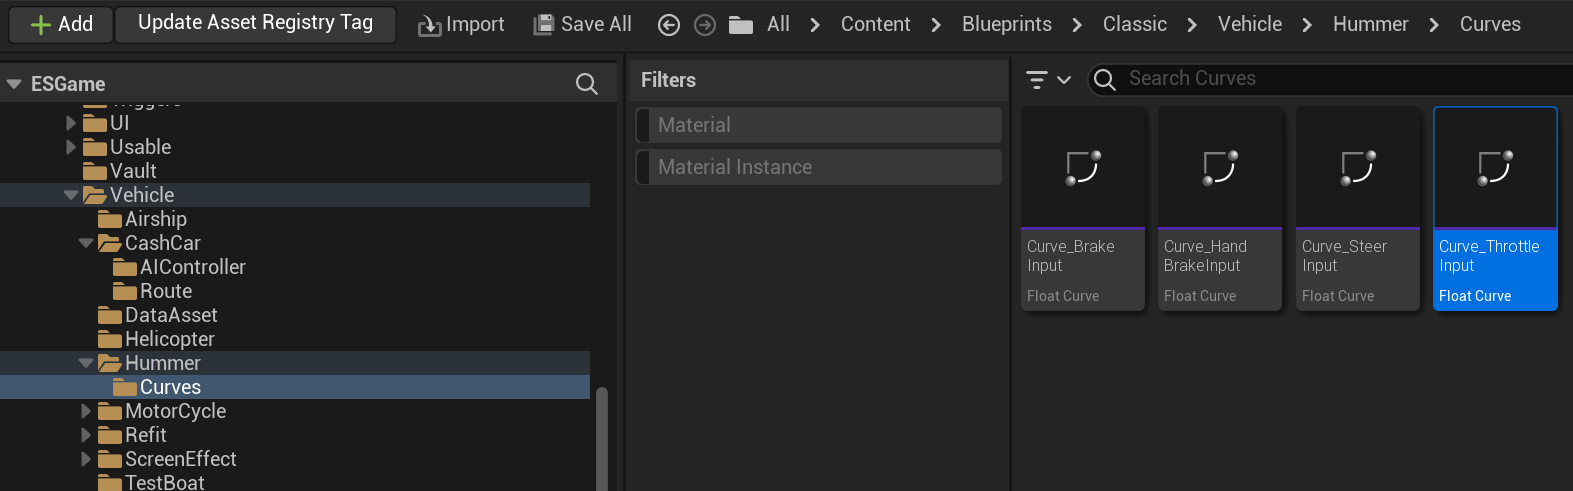 Add
Update Asset Registry Tag
Import
Save All
All
Content
Blueprints
Classic
Vehicle
Hummer
Curves
ESGame
Triggers
UI
Usable
Vault
Vehicle
Airship
CashCar
AIController
Route
DataAsset
Helicopter
Hummer
Curves
MotorCycle
Refit
ScreenEffect
TestBoat
Filters
Material
Material Instance
Search Curves
Curve_Brake
Input
Float Curve
Curve_Hand
BrakeInput
Float Curve
Curve_Steer
Input
Float Curve
Curve_Throttle
Input
Float Curve